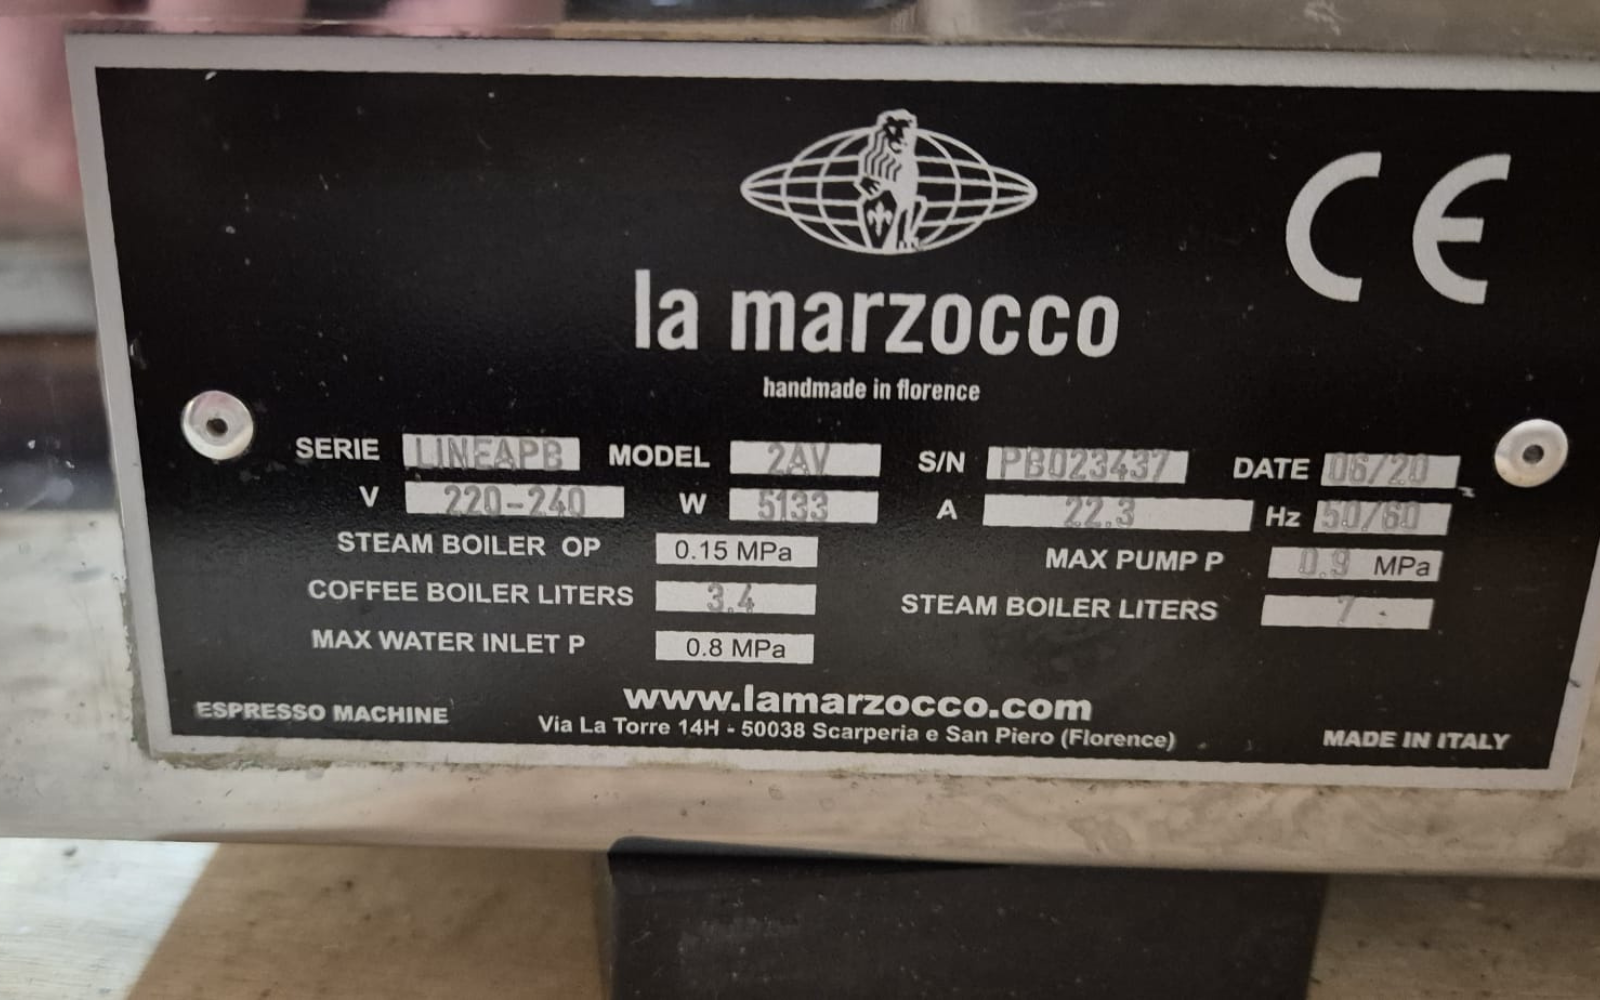 CE
la marzocco
handmade in florence
SERIE LINEAPB MODEL 2AV S/N PB023437 DATE 06/20
V 220-240 W 5133 A 22.3 Hz 50/60
STEAM BOILER OP 0.15 MPa MAX PUMP P 0.9 MPa
COFFEE BOILER LITERS 3.4 STEAM BOILER LITERS 7
MAX WATER INLET P 0.8 MPa
www.lamarzocco.com
ESPRESSO MACHINE Via La Torre 14H - 50038 Scarperia e San Piero (Florence) MADE IN ITALY